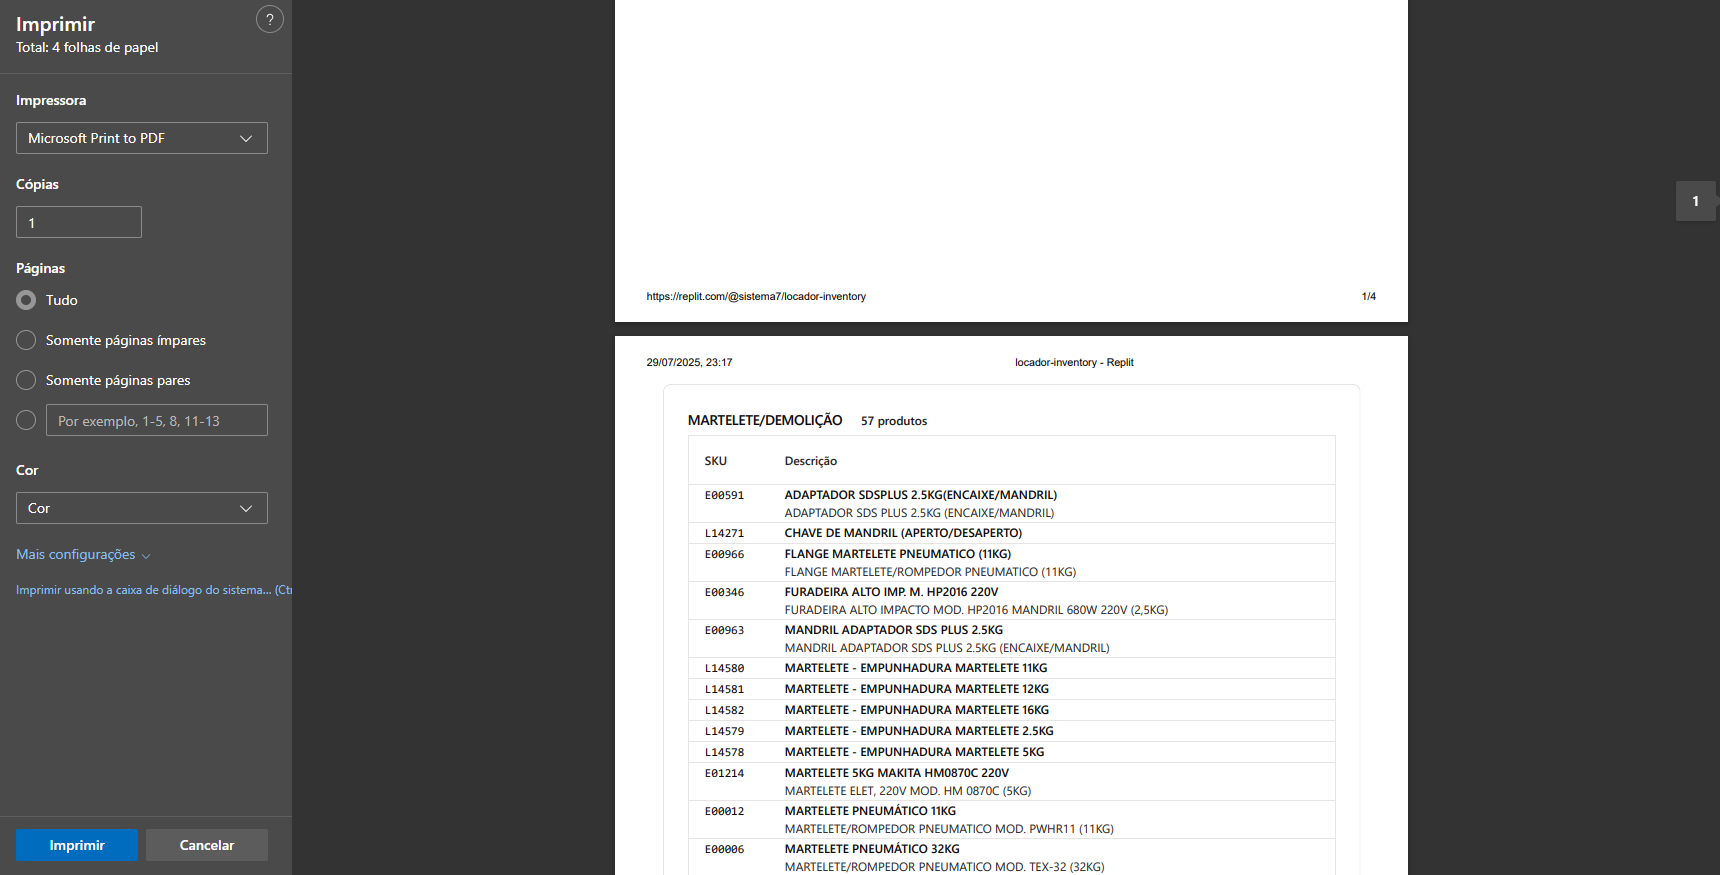 Imprimir
?
Total: 4 folhas de papel
Impressora
Microsoft Print to PDF
Cópias
1
Páginas
Tudo
Somente páginas ímpares
Somente páginas pares
Por exemplo, 1-5, 8, 11-13
Cor
Cor
Mais configurações
Imprimir usando a caixa de diálogo do sistema... (Ctr
Imprimir
Cancelar
https://replit.com/@sistema7/locador-inventory
1/4
1
29/07/2025, 23:17
locador-inventory - Replit
MARTELETE/DEMOLIÇÃO 57 produtos
SKU Descrição
E00591 ADAPTADOR SDSPLUS 2.5KG(ENCAIXE/MANDRIL)
ADAPTADOR SDS PLUS 2.5KG (ENCAIXE/MANDRIL)
L14271 CHAVE DE MANDRIL (APERTO/DESAPERTO)
E00966 FLANGE MARTELETE PNEUMATICO (11KG)
FLANGE MARTELETE/ROMPEDOR PNEUMATICO (11KG)
E00346 FURADEIRA ALTO IMP. M. HP2016 220V
FURADEIRA ALTO IMPACTO MOD. HP2016 MANDRIL 680W 220V (2,5KG)
E00963 MANDRIL ADAPTADOR SDS PLUS 2.5KG
MANDRIL ADAPTADOR SDS PLUS 2.5KG (ENCAIXE/MANDRIL)
L14580 MARTELETE - EMPUNHADURA MARTELETE 11KG
L14581 MARTELETE - EMPUNHADURA MARTELETE 12KG
L14582 MARTELETE - EMPUNHADURA MARTELETE 16KG
L14579 MARTELETE - EMPUNHADURA MARTELETE 2.5KG
L14578 MARTELETE - EMPUNHADURA MARTELETE 5KG
E01214 MARTELETE 5KG MAKITA HM0870C 220V
MARTELETE ELET, 220V MOD. HM 0870C (5KG)
E00012 MARTELETE PNEUMÁTICO 11KG
MARTELETE/ROMPEDOR PNEUMATICO MOD. PWHR11 (11KG)
E00006 MARTELETE PNEUMÁTICO 32KG
MARTELETE/ROMPEDOR PNEUMATICO MOD. TEX-32 (32KG)